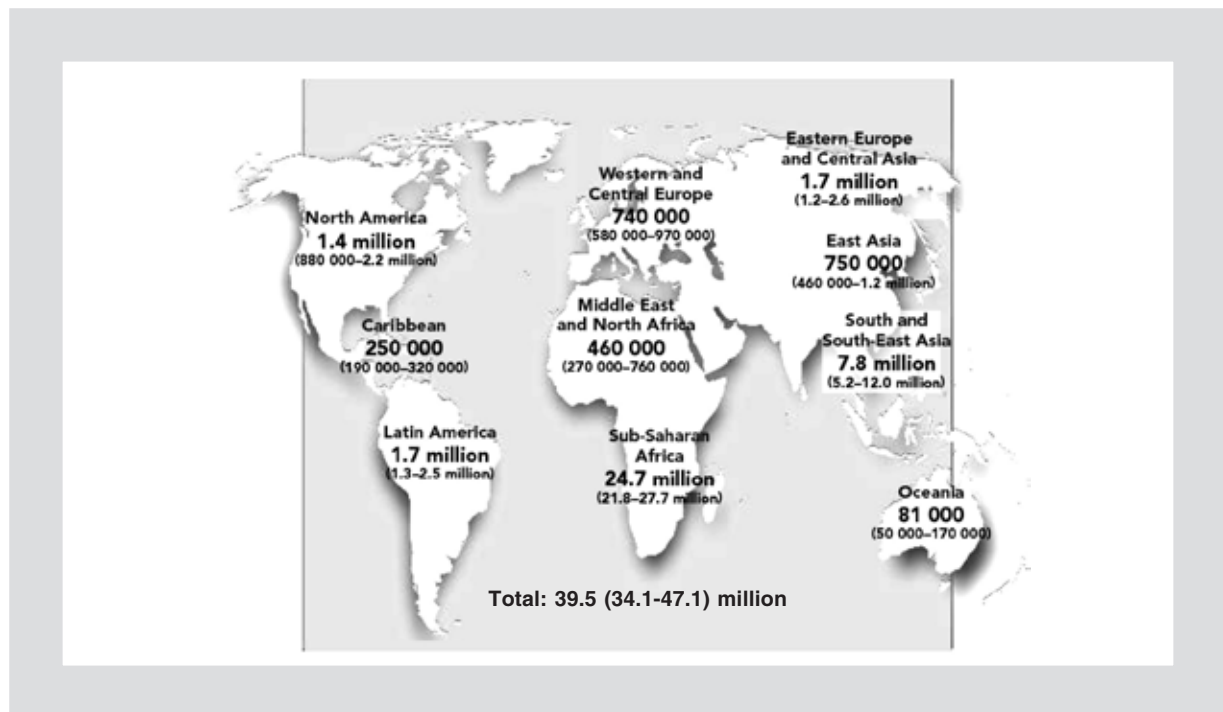 North America
1.4 million
(880 000–2.2 million)
Caribbean
250 000
(190 000–320 000)
Latin America
1.7 million
(1.3–2.5 million)
Western and
Central Europe
740 000
(580 000–970 000)
Middle East
and North Africa
460 000
(270 000–760 000)
Sub-Saharan
Africa
24.7 million
(21.8–27.7 million)
Eastern Europe
and Central Asia
1.7 million
(1.2–2.6 million)
East Asia
750 000
(460 000–1.2 million)
South and
South-East Asia
7.8 million
(5.2–12.0 million)
Oceania
81 000
(50 000–170 000)
Total: 39.5 (34.1-47.1) million